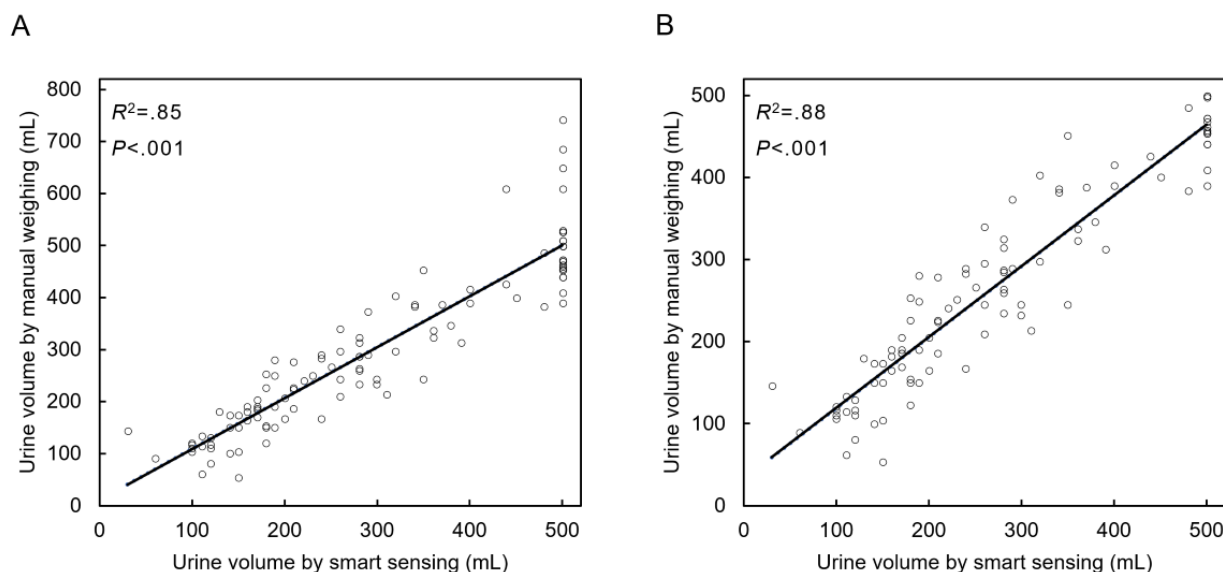 A
R²=.85
P<.001
Urine volume by manual weighing (mL)
800
700
600
500
400
300
200
100
0
0 100 200 300 400 500
Urine volume by smart sensing (mL)
B
R²=.88
P<.001
Urine volume by manual weighing (mL)
500
400
300
200
100
0
0 100 200 300 400 500
Urine volume by smart sensing (mL)